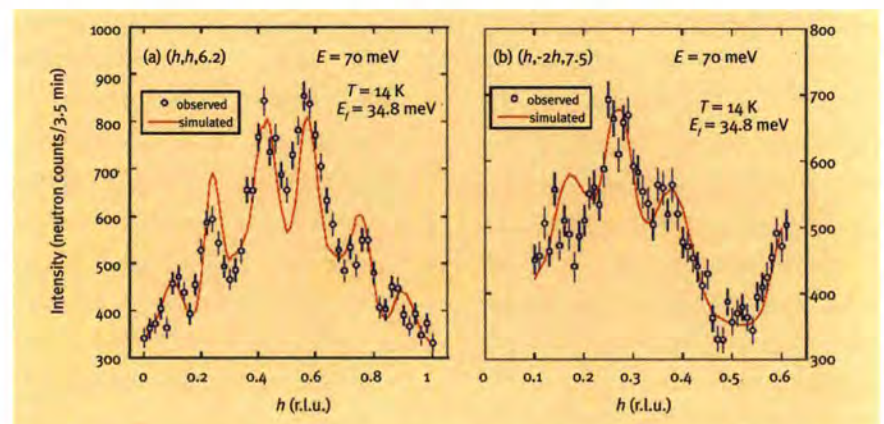 (a) (h,h,6.2)
E = 70 meV
T = 14 K
E_f = 34.8 meV
observed
simulated
Intensity (neutron counts/3.5 min)
1000
900
800
700
600
500
400
300
0 0.2 0.4 0.6 0.8 1
h (r.l.u.)
(b) (h,-2h,7.5)
E = 70 meV
T = 14 K
E_f = 34.8 meV
observed
simulated
800
700
600
500
400
300
0 0.1 0.2 0.3 0.4 0.5 0.6
h (r.l.u.)